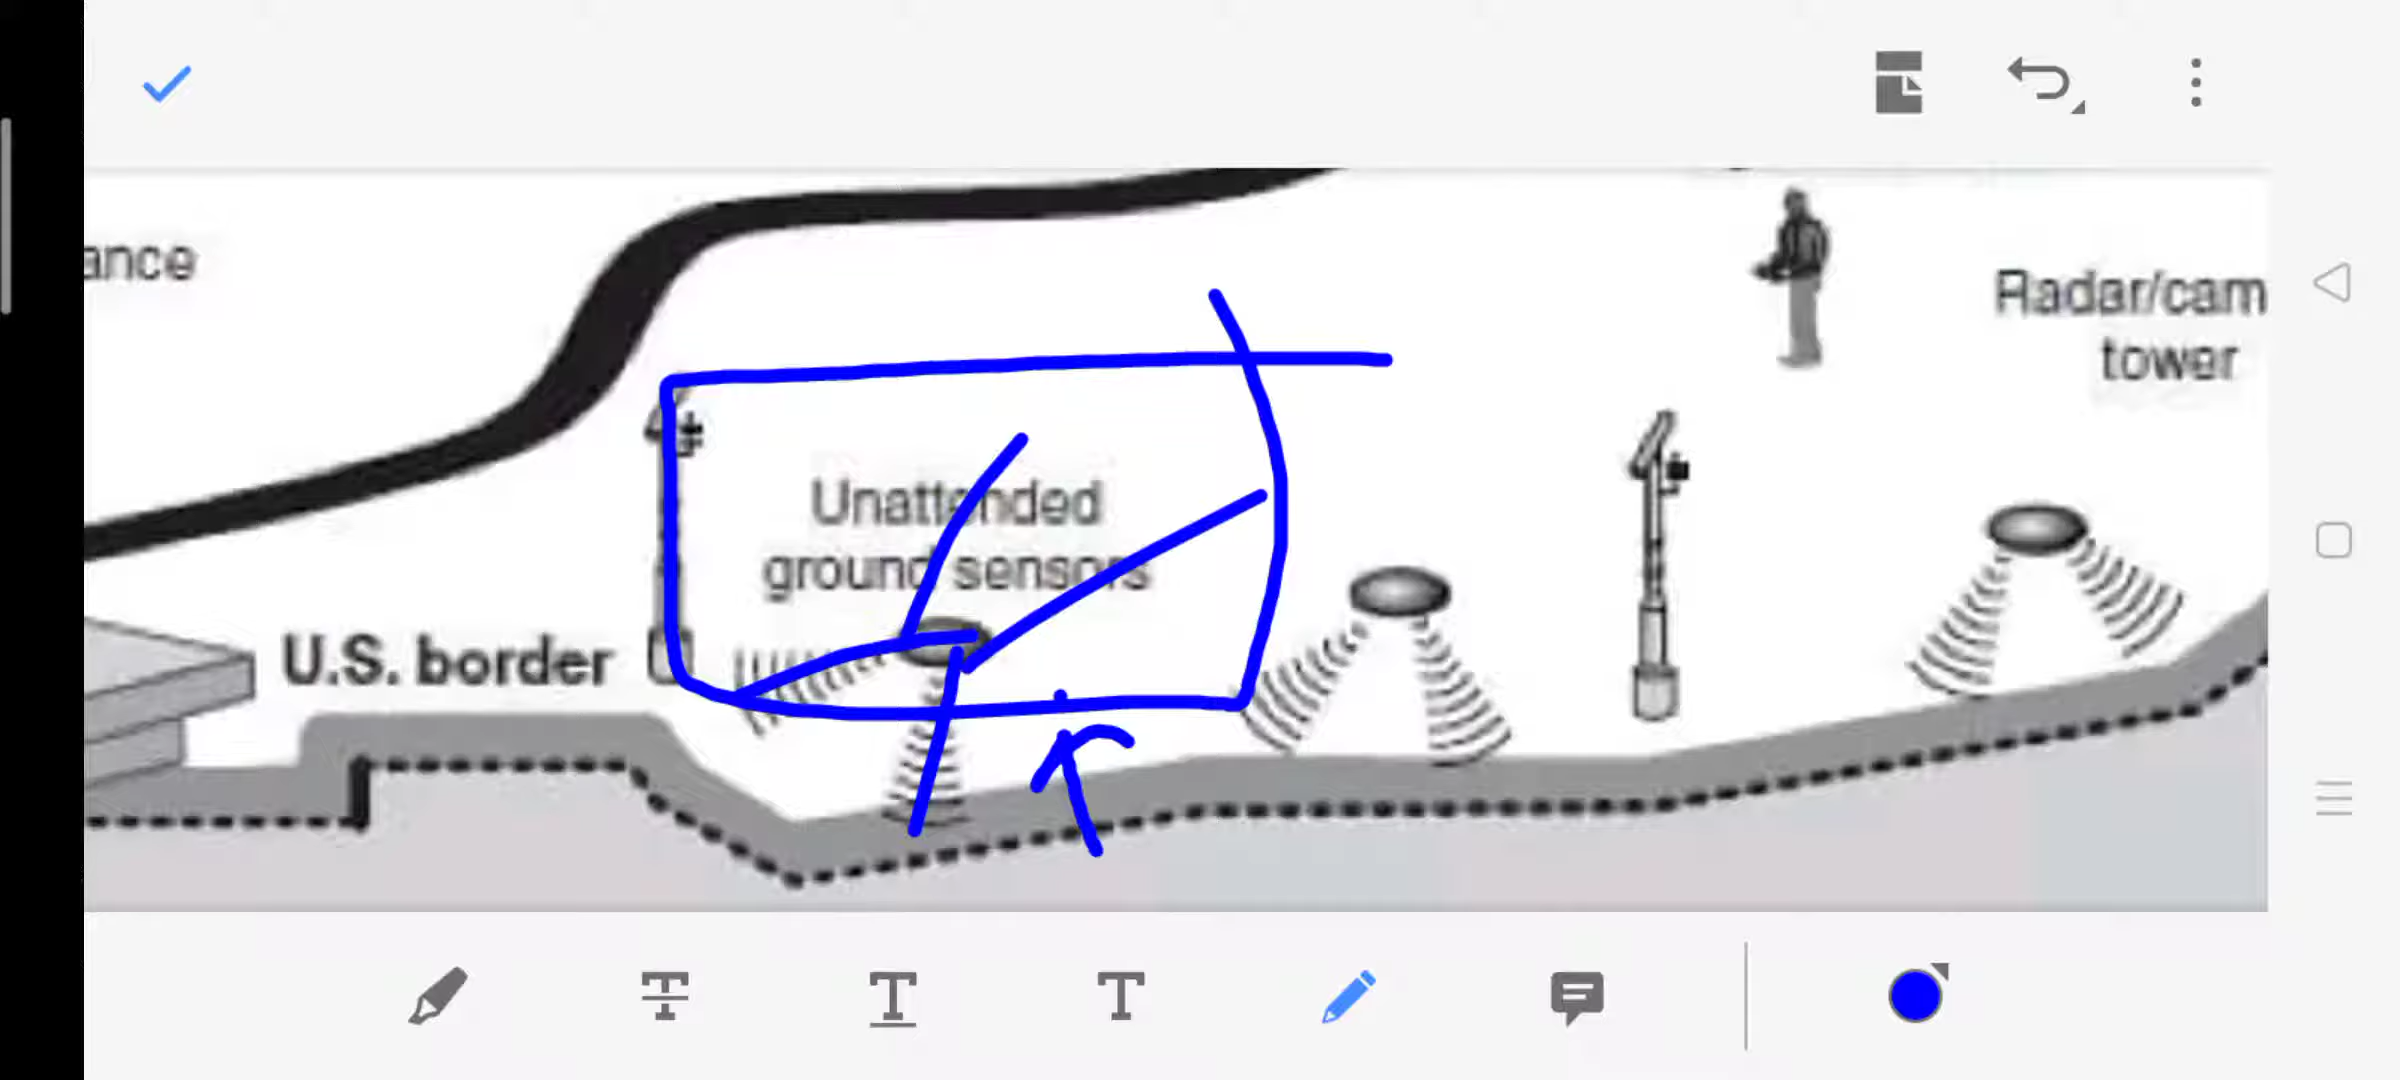 ance
Radar/cam
tower
Unattended
ground sensors
U.S. border